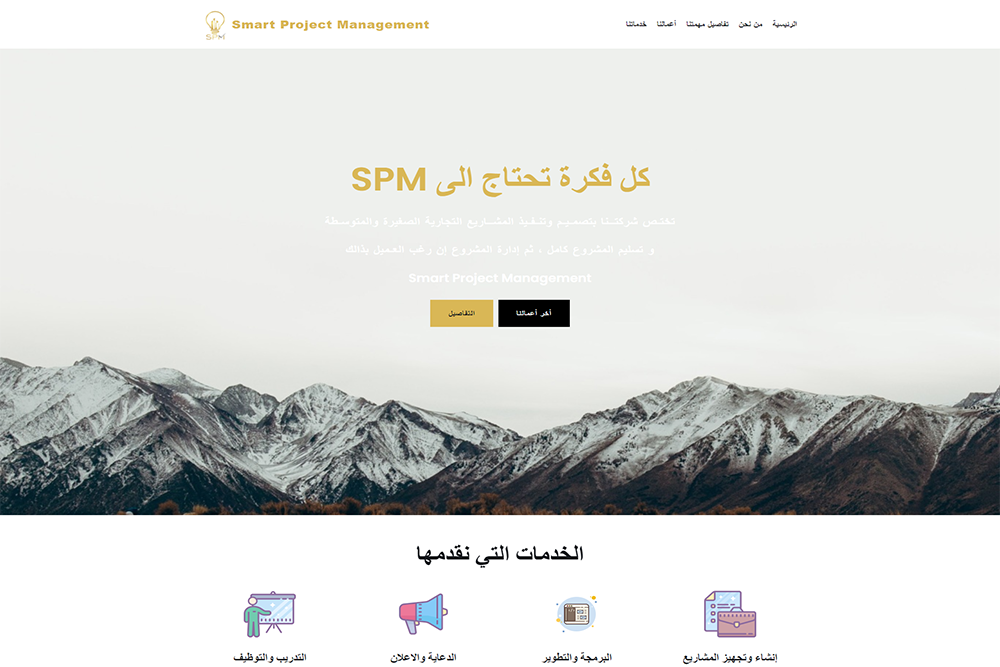 Smart Project Management
SPM
الرئيسية من نحن تفاصيل مهمتنا أعمالنا خدماتنا
كل فكرة تحتاج الى SPM
تختص شركتنا بتصميم وتنفيذ المشاريع التجارية الصغيرة والمتوسطة
و تسليم المشروع كامل ، ثم إدارة المشروع إن رغب العميل بذالك
Smart Project Management
أخر أعمالنا التفاصيل
الخدمات التي نقدمها
إنشاء وتجهيز المشاريع البرمجة والتطوير الدعاية والاعلان التدريب والتوظيف